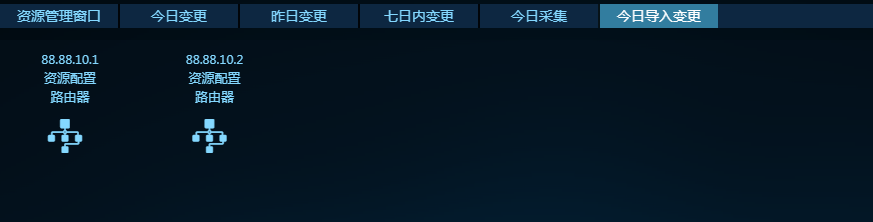 资源管理窗口 今日变更 昨日变更 七日内变更 今日采集 今日导入变更
88.88.10.1 88.88.10.2
资源配置 资源配置
路由器 路由器